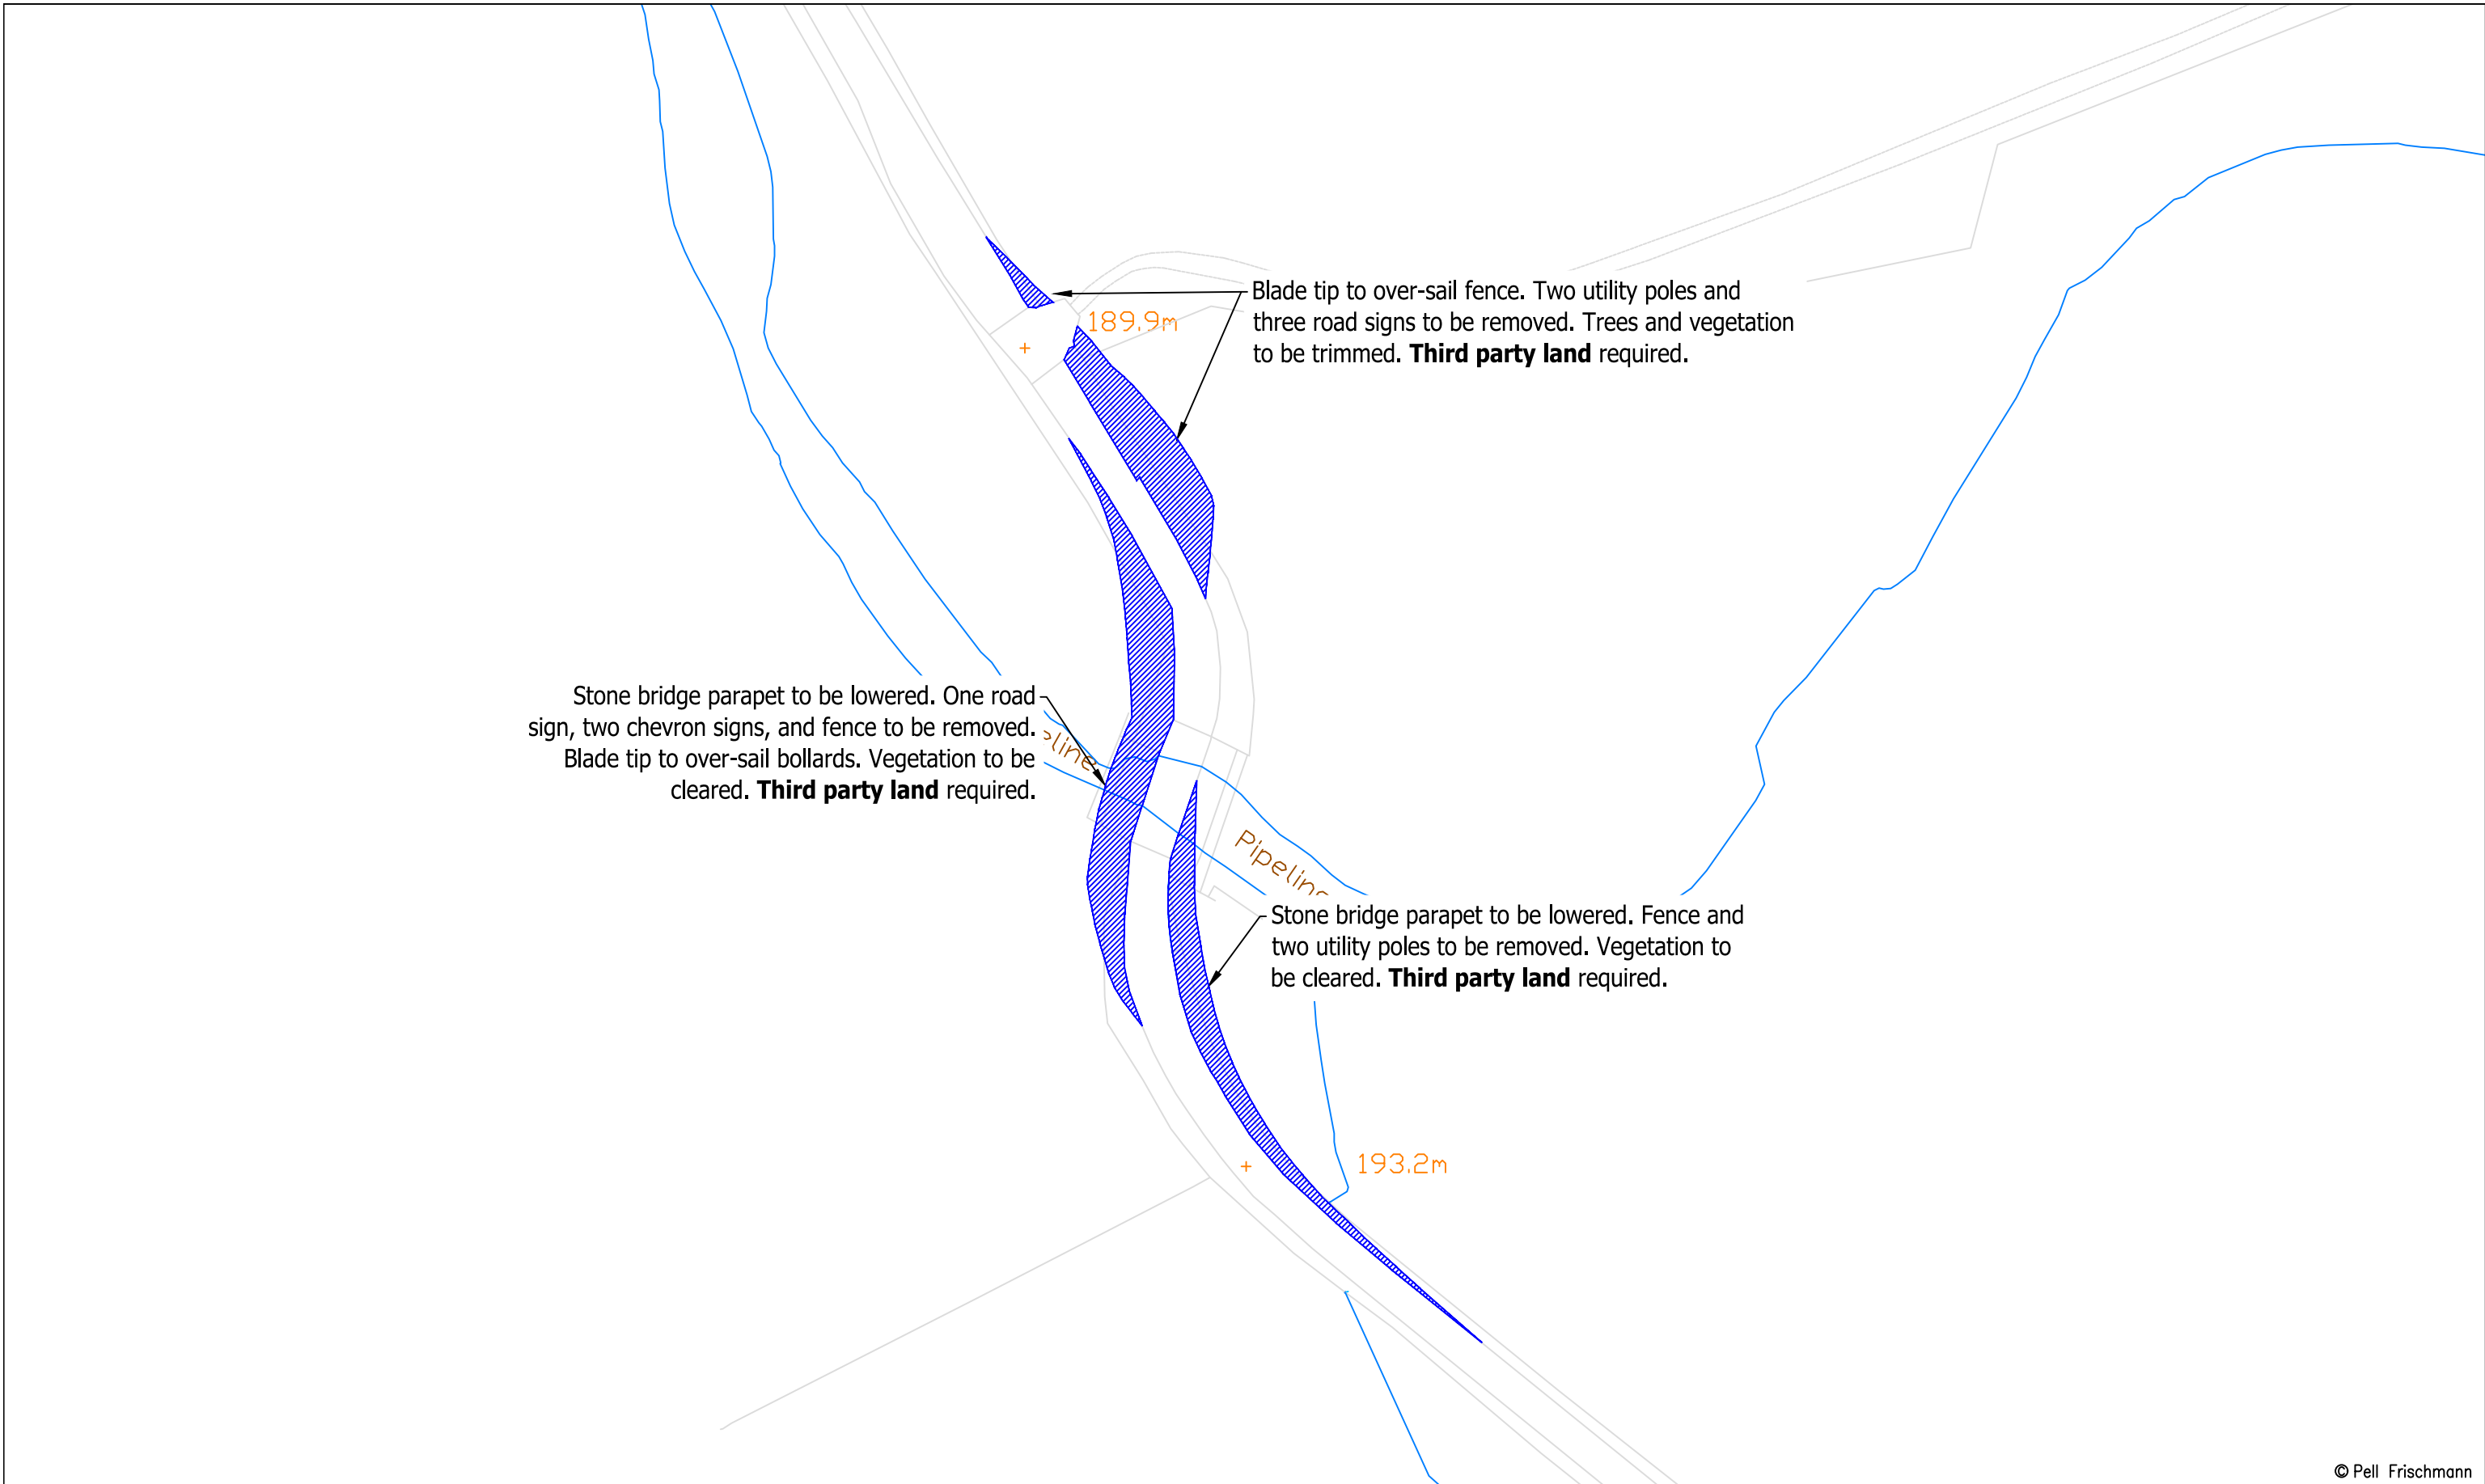 Blade tip to over-sail fence. Two utility poles and
three road signs to be removed. Trees and vegetation
to be trimmed. Third party land required.
189.9m
Stone bridge parapet to be lowered. One road
sign, two chevron signs, and fence to be removed.
Blade tip to over-sail bollards. Vegetation to be
cleared. Third party land required.
Stone bridge parapet to be lowered. Fence and
two utility poles to be removed. Vegetation to
be cleared. Third party land required.
193.2m
© Pell Frischmann